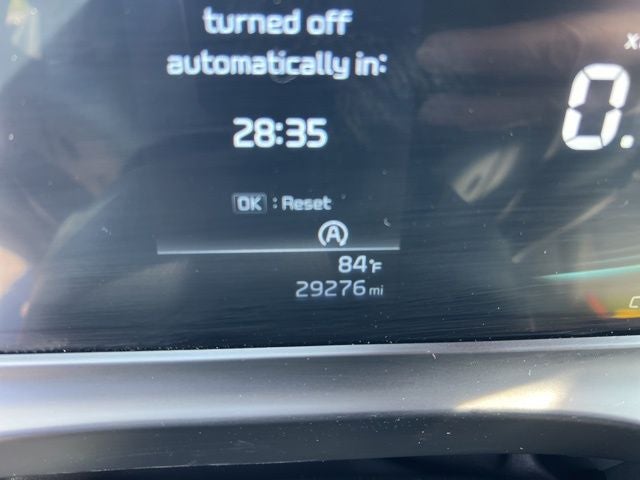 turned off
automatically in:
28:35
OK : Reset
A
84°F
29276 mi
0.